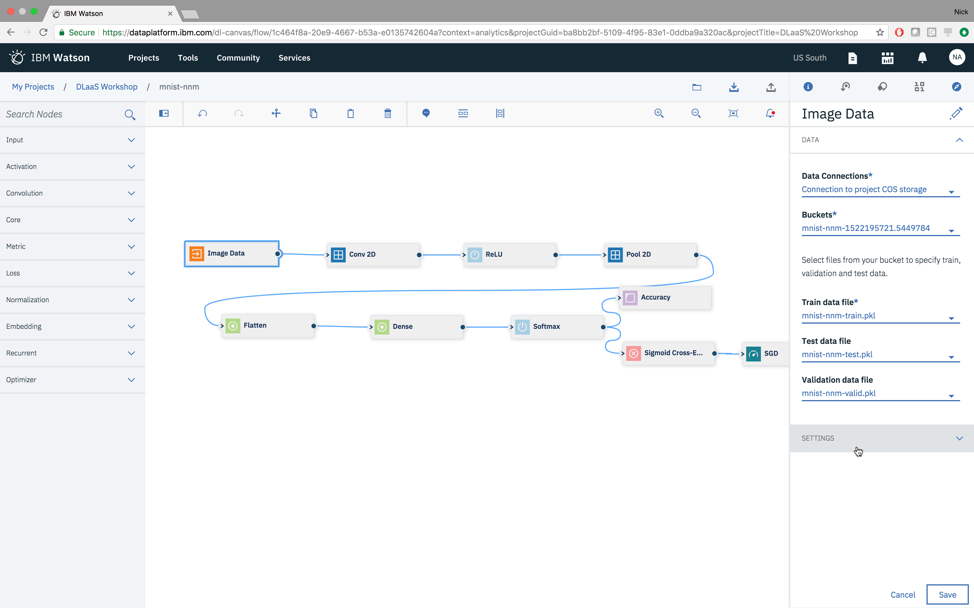 IBM Watson
Nick
Secure
https://dataplatform.ibm.com/dl-canvas/flow/1c464f8a-20e9-4667-b53a-e0135742604a?context=analytics&projectGuid=ba8bb2bf-5109-4f95-83e1-0ddba9a320ac&projectTitle=DLaaS%20Workshop
IBM Watson
Projects
Tools
Community
Services
US South
NA
My Projects / DLaaS Workshop / mnist-nnm
Search Nodes
Input
Activation
Convolution
Core
Metric
Loss
Normalization
Embedding
Recurrent
Optimizer
Image Data
Conv 2D
ReLU
Pool 2D
Accuracy
Flatten
Dense
Softmax
Sigmoid Cross-E...
SGD
Image Data
DATA
Data Connections*
Connection to project COS storage
Buckets*
mnist-nnm-1522195721.5449784
Select files from your bucket to specify train,
validation and test data.
Train data file*
mnist-nnm-train.pkl
Test data file
mnist-nnm-test.pkl
Validation data file
mnist-nnm-valid.pkl
SETTINGS
Cancel
Save